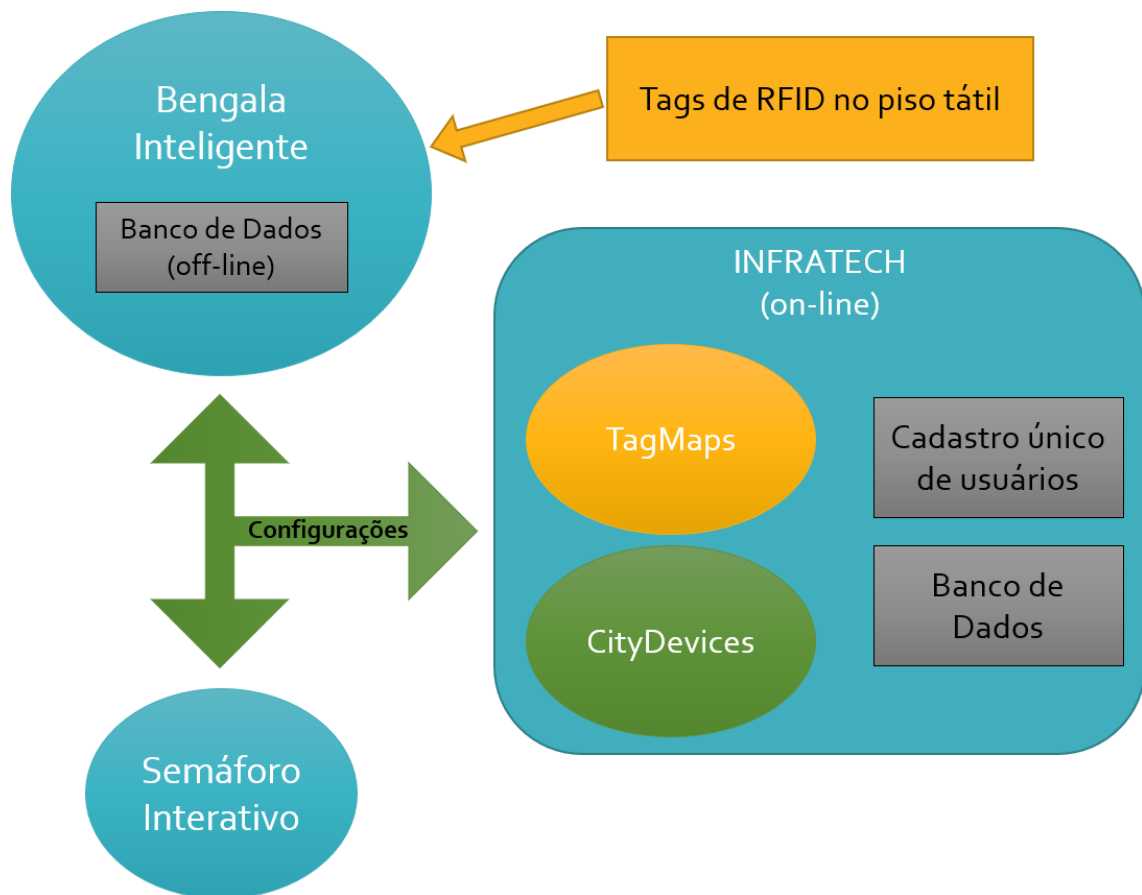 Bengala
Inteligente
Banco de Dados
(off-line)
Tags de RFID no piso tátil
INFRATECH
(on-line)
TagMaps
Cadastro único
de usuários
Configurações
CityDevices
Banco de
Dados
Semáforo
Interativo